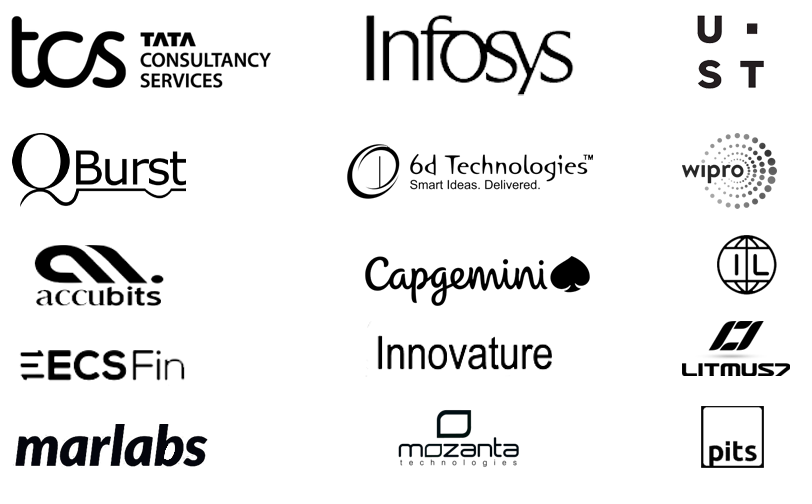 tcs TATA
CONSULTANCY
SERVICES
Infosys
U
ST
QBurst
6d Technologies™
Smart Ideas. Delivered.
wipro
accubits
Capgemini
IL
ECSFin
Innovature
LITMUS7
marlabs
mozanta
technologies
pits